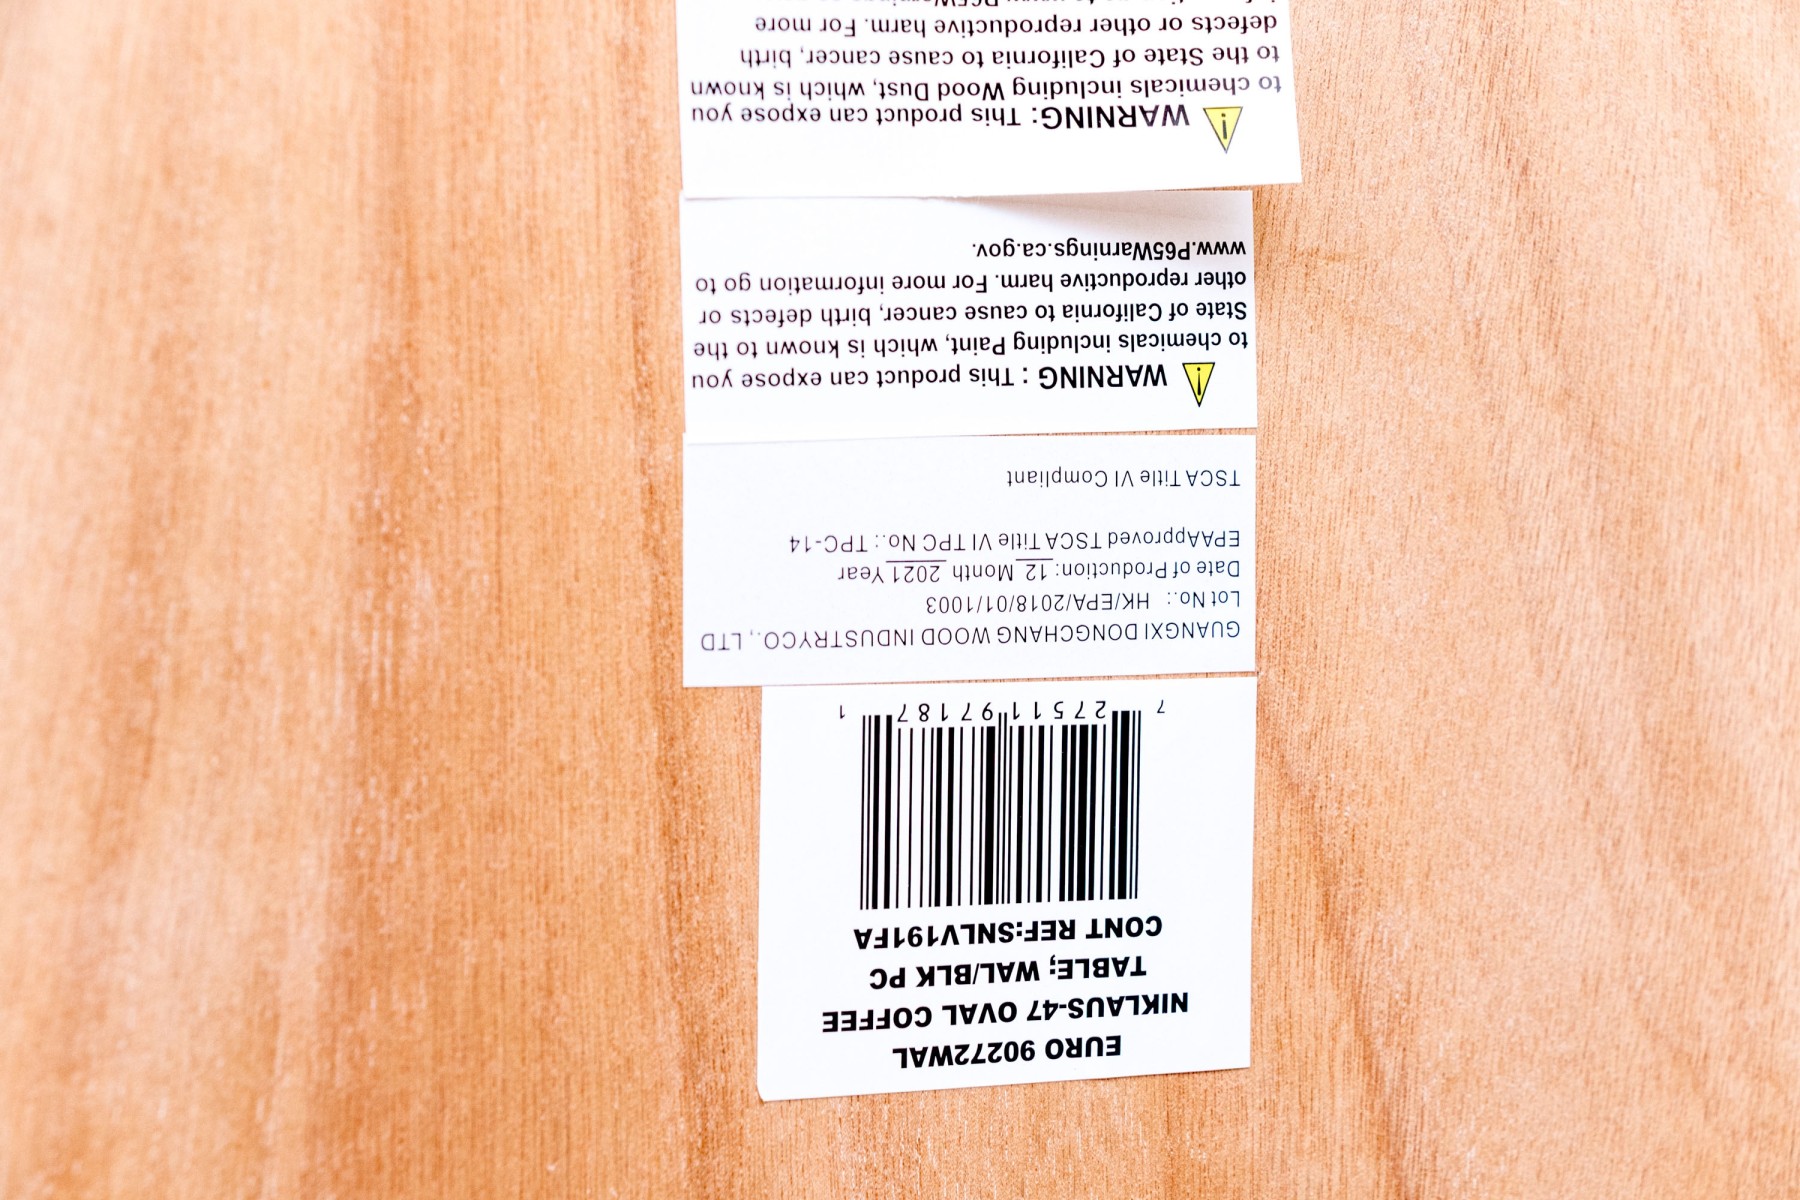 EURO 90272WAL
NIKLAUS-47 OVAL COFFEE
TABLE; WAL/BLK PC
CONT REF:SNLV191FA
7 27511 97187 1
GUANGXI DONGCHANG WOOD INDUSTRYCO., LTD
Lot No.: HK/EPA/2018/01/1003
Date of Production: 12 Month 2021 Year
EPAApproved TSCA Title VI TPC No.: TPC-14
TSCA Title VI Compliant
WARNING : This product can expose you
to chemicals including Paint, which is known to the
State of California to cause cancer, birth defects or
other reproductive harm. For more information go to
www.P65Warnings.ca.gov.
WARNING: This product can expose you
to chemicals including Wood Dust, which is known
to the State of California to cause cancer, birth
defects or other reproductive harm. For more